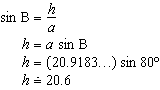 sin B = h/a
h = a sin B
h = (20.9183...) sin 80°
h ≐ 20.6